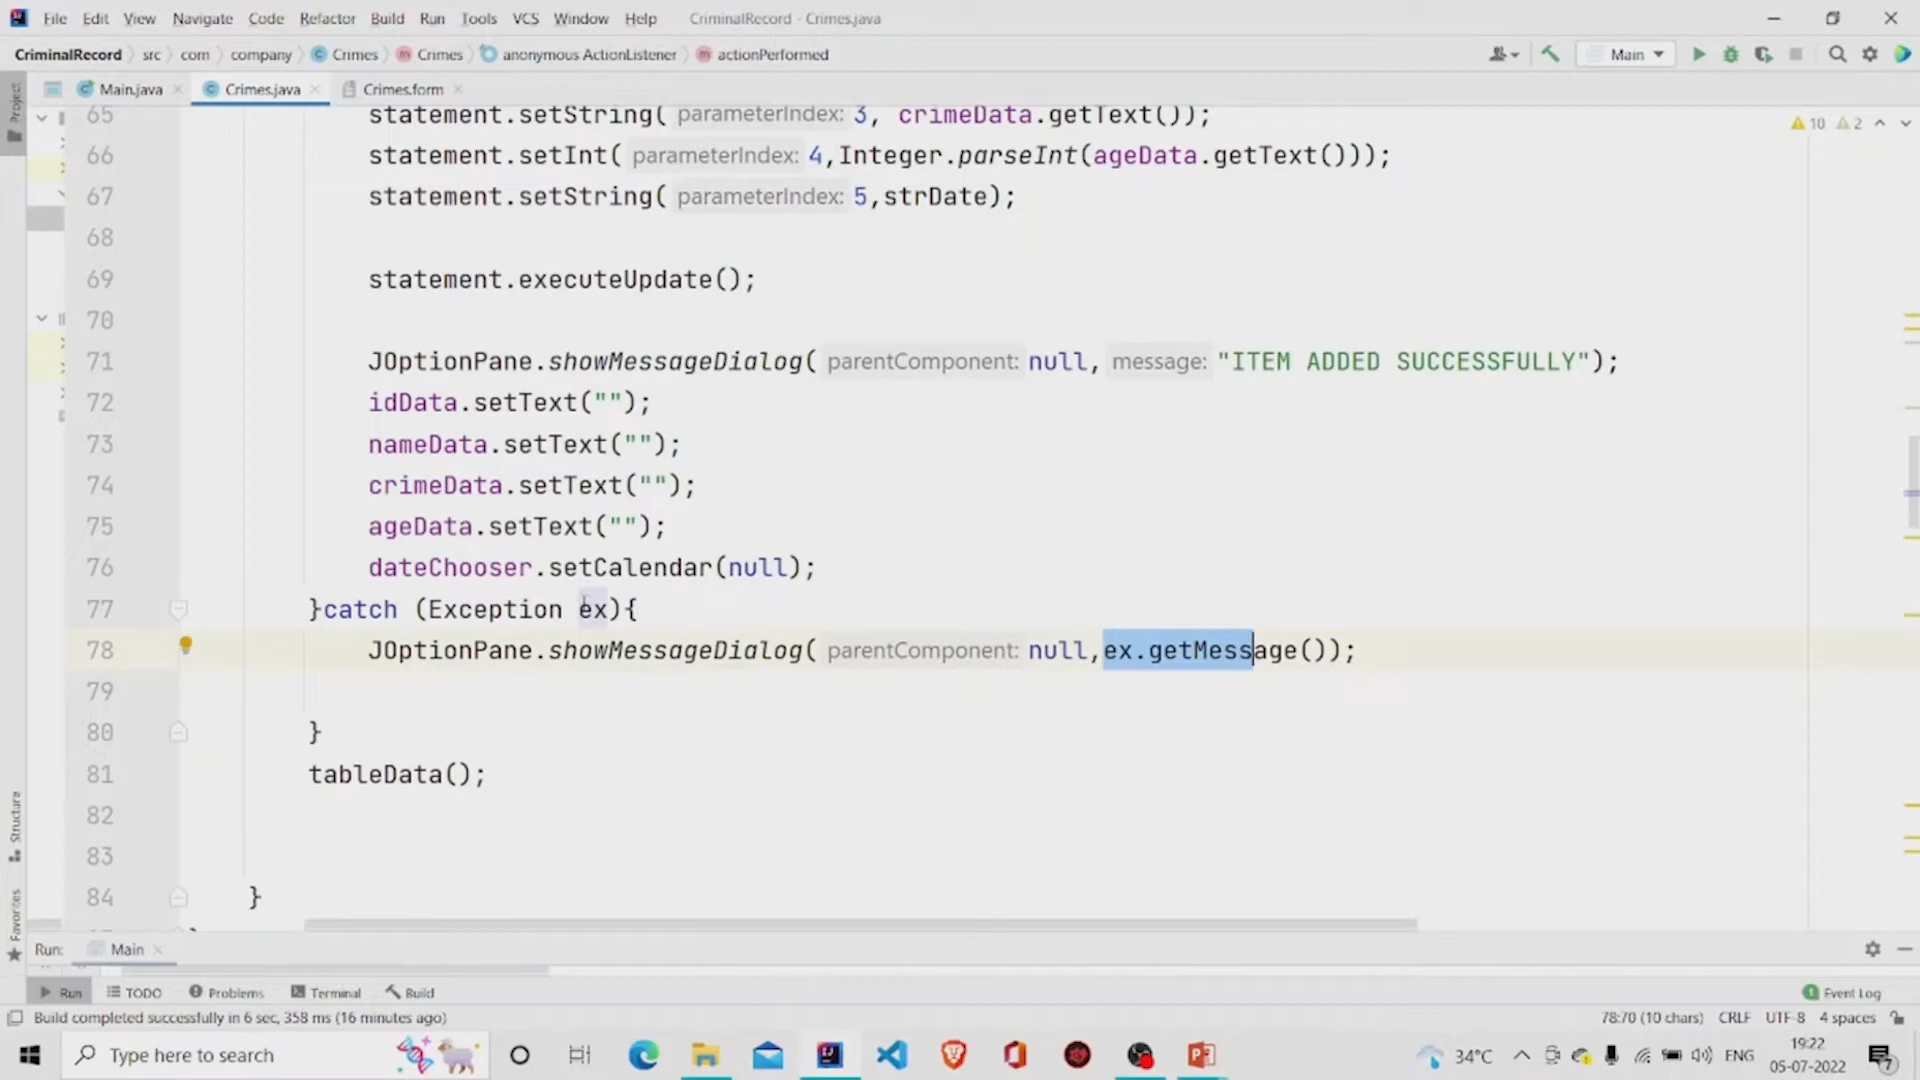 File Edit View Navigate Code Refactor Build Run Tools VCS Window Help CriminalRecord - Crimes.java
CriminalRecord src com company Crimes Crimes anonymous ActionListener actionPerformed Main
Project
Main.java Crimes.java Crimes.form
65 statement.setString( parameterIndex: 3, crimeData.getText());
10 2
66 statement.setInt( parameterIndex: 4,Integer.parseInt(ageData.getText()));
67 statement.setString( parameterIndex: 5,strDate);
68
69 statement.executeUpdate();
70
71 JOptionPane.showMessageDialog( parentComponent: null, message: "ITEM ADDED SUCCESSFULLY");
72 idData.setText("");
73 nameData.setText("");
74 crimeData.setText("");
75 ageData.setText("");
76 dateChooser.setCalendar(null);
77 }catch (Exception ex){
78 JOptionPane.showMessageDialog( parentComponent: null,ex.getMessage());
79
80 }
81 tableData();
82
83
84 }
Structure
Favorites
Run: Main
Run TODO Problems Terminal Build 1 Event Log
Build completed successfully in 6 sec, 358 ms (16 minutes ago) 78:70 (10 chars) CRLF UTF-8 4 spaces
Type here to search 34°C ENG 19:22
05-07-2022 7